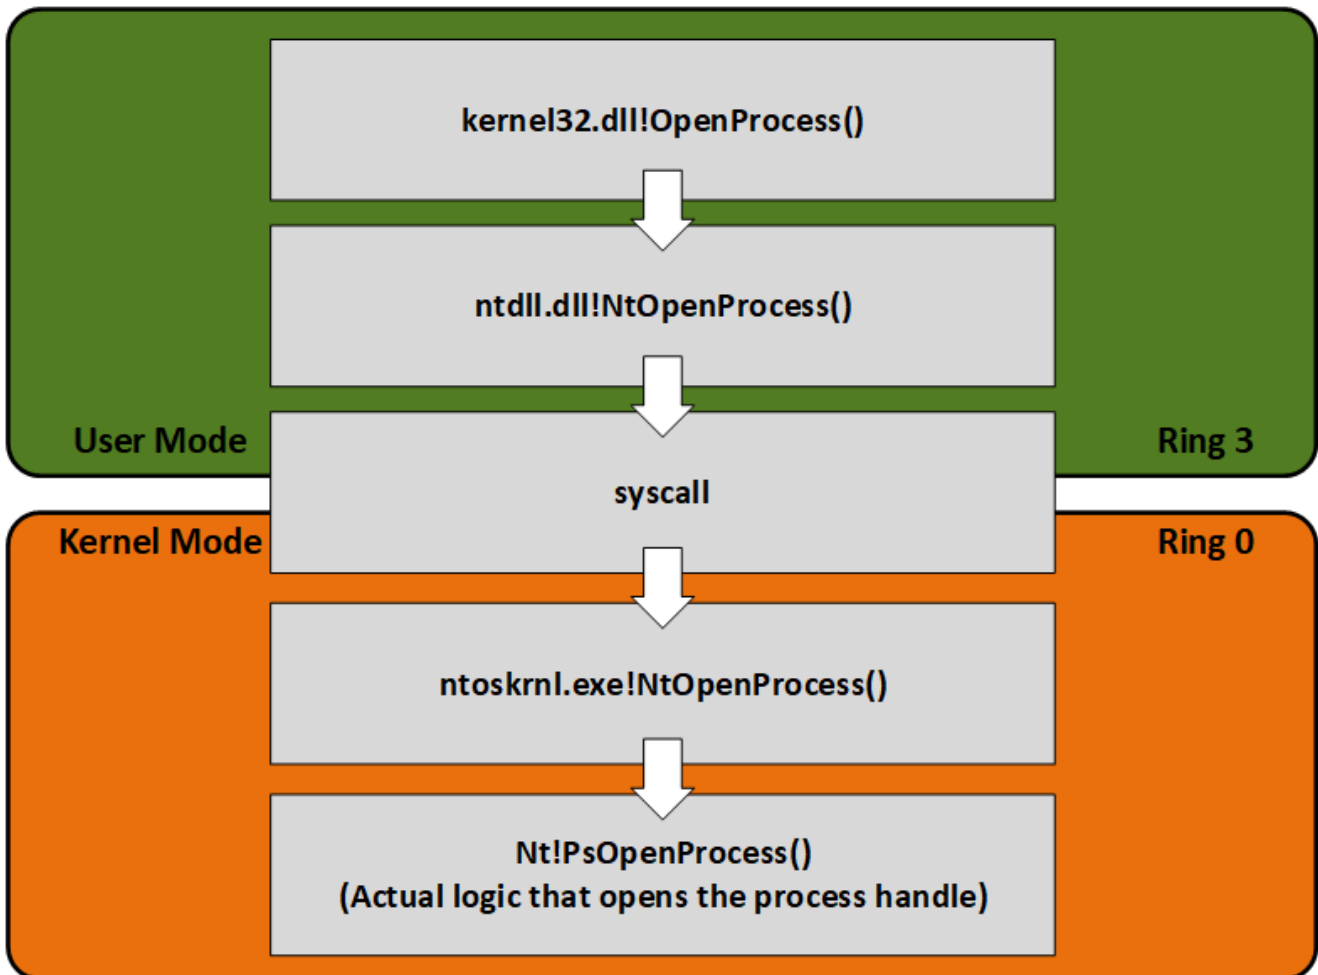 kernel32.dll!OpenProcess()
ntdll.dll!NtOpenProcess()
User Mode
Ring 3
syscall
Kernel Mode
Ring 0
ntoskrnl.exe!NtOpenProcess()
Nt!PsOpenProcess()
(Actual logic that opens the process handle)